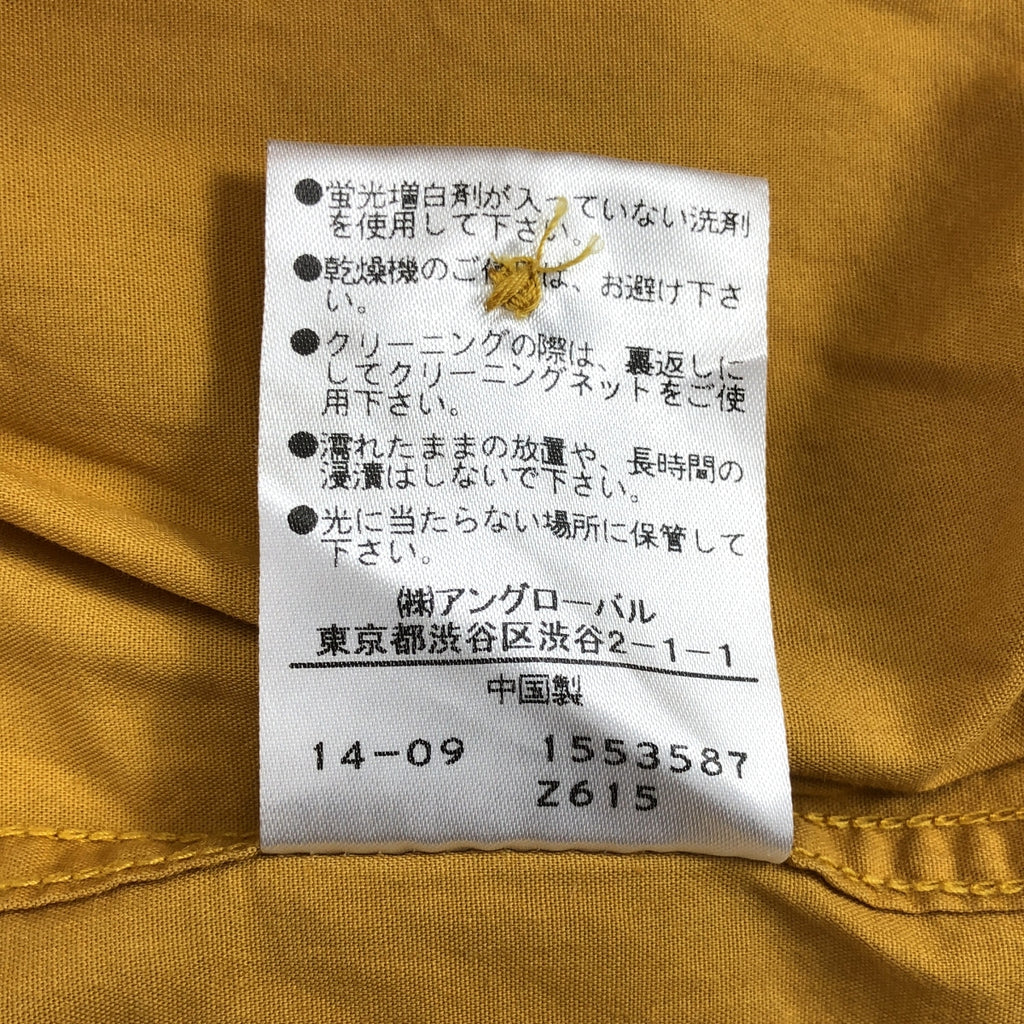 ●蛍光増白剤が入っていない洗剤
を使用して下さい。
●乾燥機のご使用は、お避け下さ
い。
●クリーニングの際は、裏返しに
してクリーニングネットをご使
用下さい。
●濡れたままの放置や、長時間の
浸漬はしないで下さい。
●光に当たらない場所に保管して
下さい。
㈱アングローバル
東京都渋谷区渋谷2-1-1
中国製
14-09 1553587
Z615